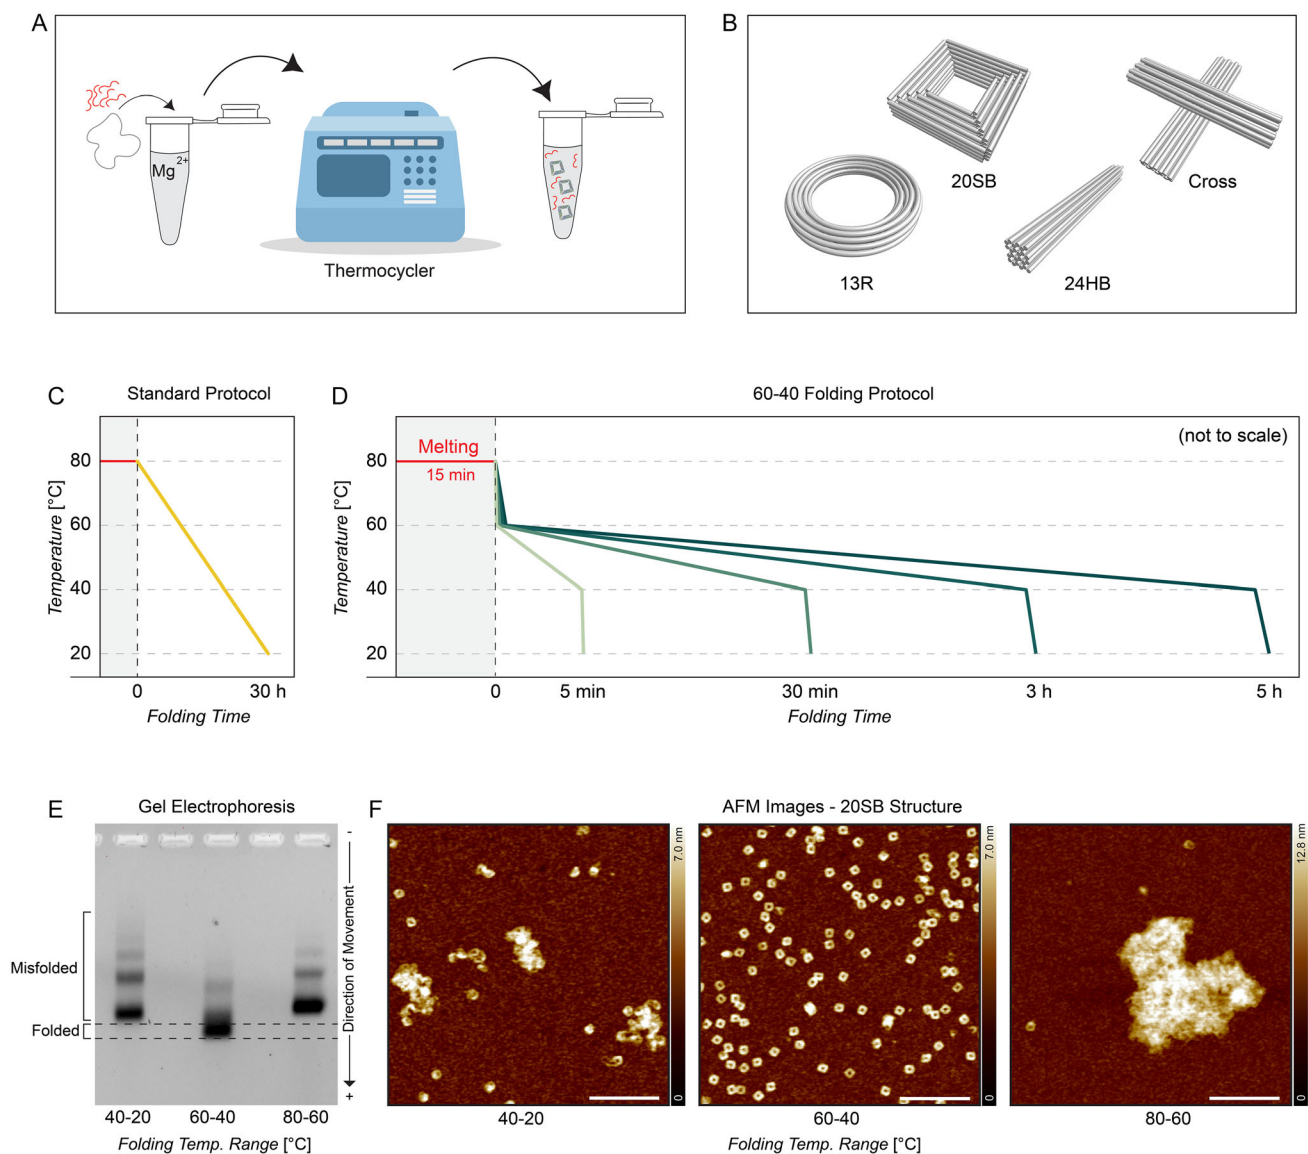 A
Mg2+
Thermocycler
B
20SB
Cross
13R
24HB
C
Standard Protocol
80
60
40
20
Temperature [°C]
0
30 h
Folding Time
D
60-40 Folding Protocol
(not to scale)
Melting
15 min
80
60
40
20
Temperature [°C]
0
5 min
30 min
3 h
5 h
Folding Time
E
Gel Electrophoresis
Misfolded
Folded
-
Direction of Movement
+
40-20
60-40
80-60
Folding Temp. Range [°C]
F
AFM Images - 20SB Structure
7.0 nm
0
7.0 nm
0
12.8 nm
0
40-20
60-40
80-60
Folding Temp. Range [°C]